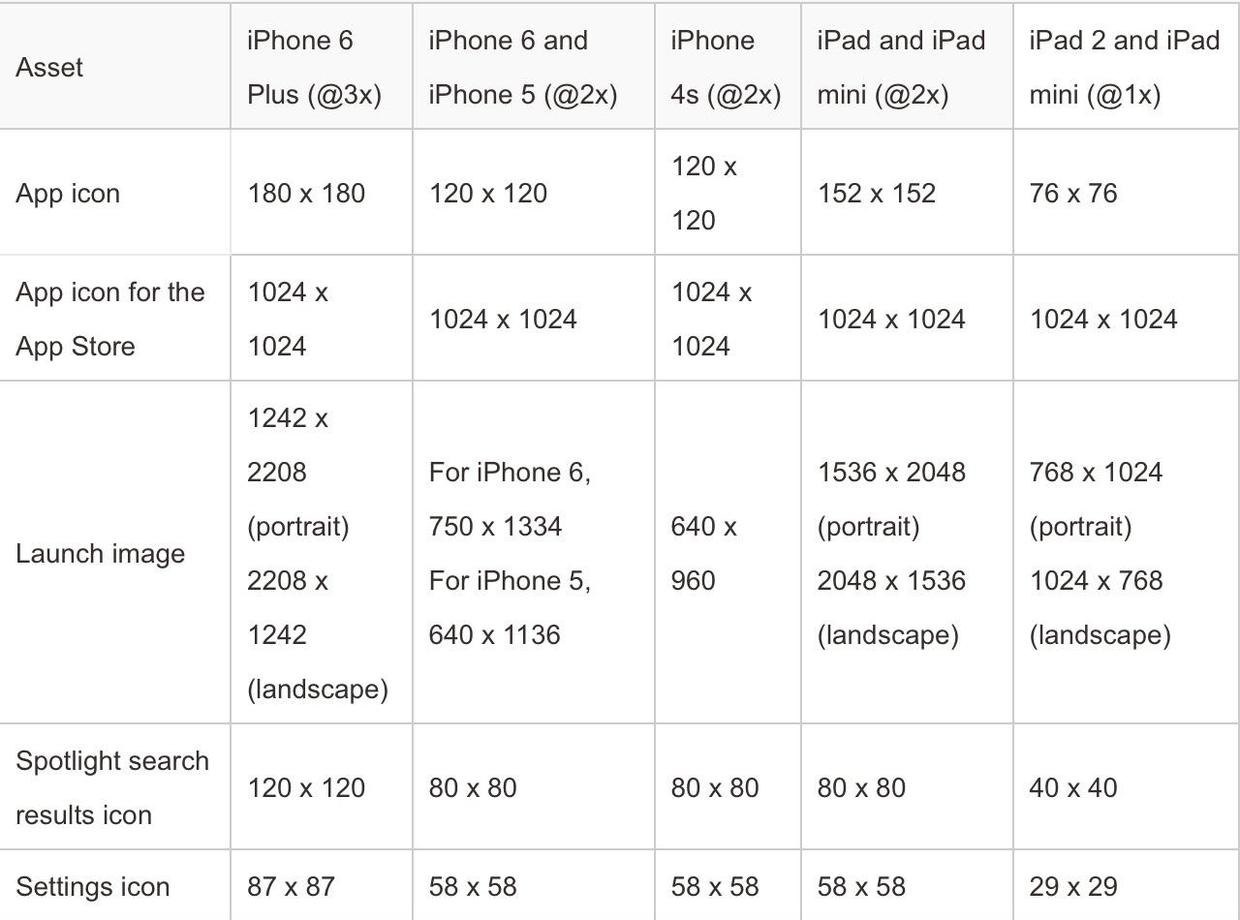 Asset
iPhone 6
Plus (@3x)
iPhone 6 and
iPhone 5 (@2x)
iPhone
4s (@2x)
iPad and iPad
mini (@2x)
iPad 2 and iPad
mini (@1x)
App icon
180 x 180
120 x 120
120 x
120
152 x 152
76 x 76
App icon for the
App Store
1024 x
1024
1024 x 1024
1024 x
1024
1024 x 1024
1024 x 1024
Launch image
1242 x
2208
(portrait)
2208 x
1242
(landscape)
For iPhone 6,
750 x 1334
For iPhone 5,
640 x 1136
640 x
960
1536 x 2048
(portrait)
2048 x 1536
(landscape)
768 x 1024
(portrait)
1024 x 768
(landscape)
Spotlight search
results icon
120 x 120
80 x 80
80 x 80
80 x 80
40 x 40
Settings icon
87 x 87
58 x 58
58 x 58
58 x 58
29 x 29